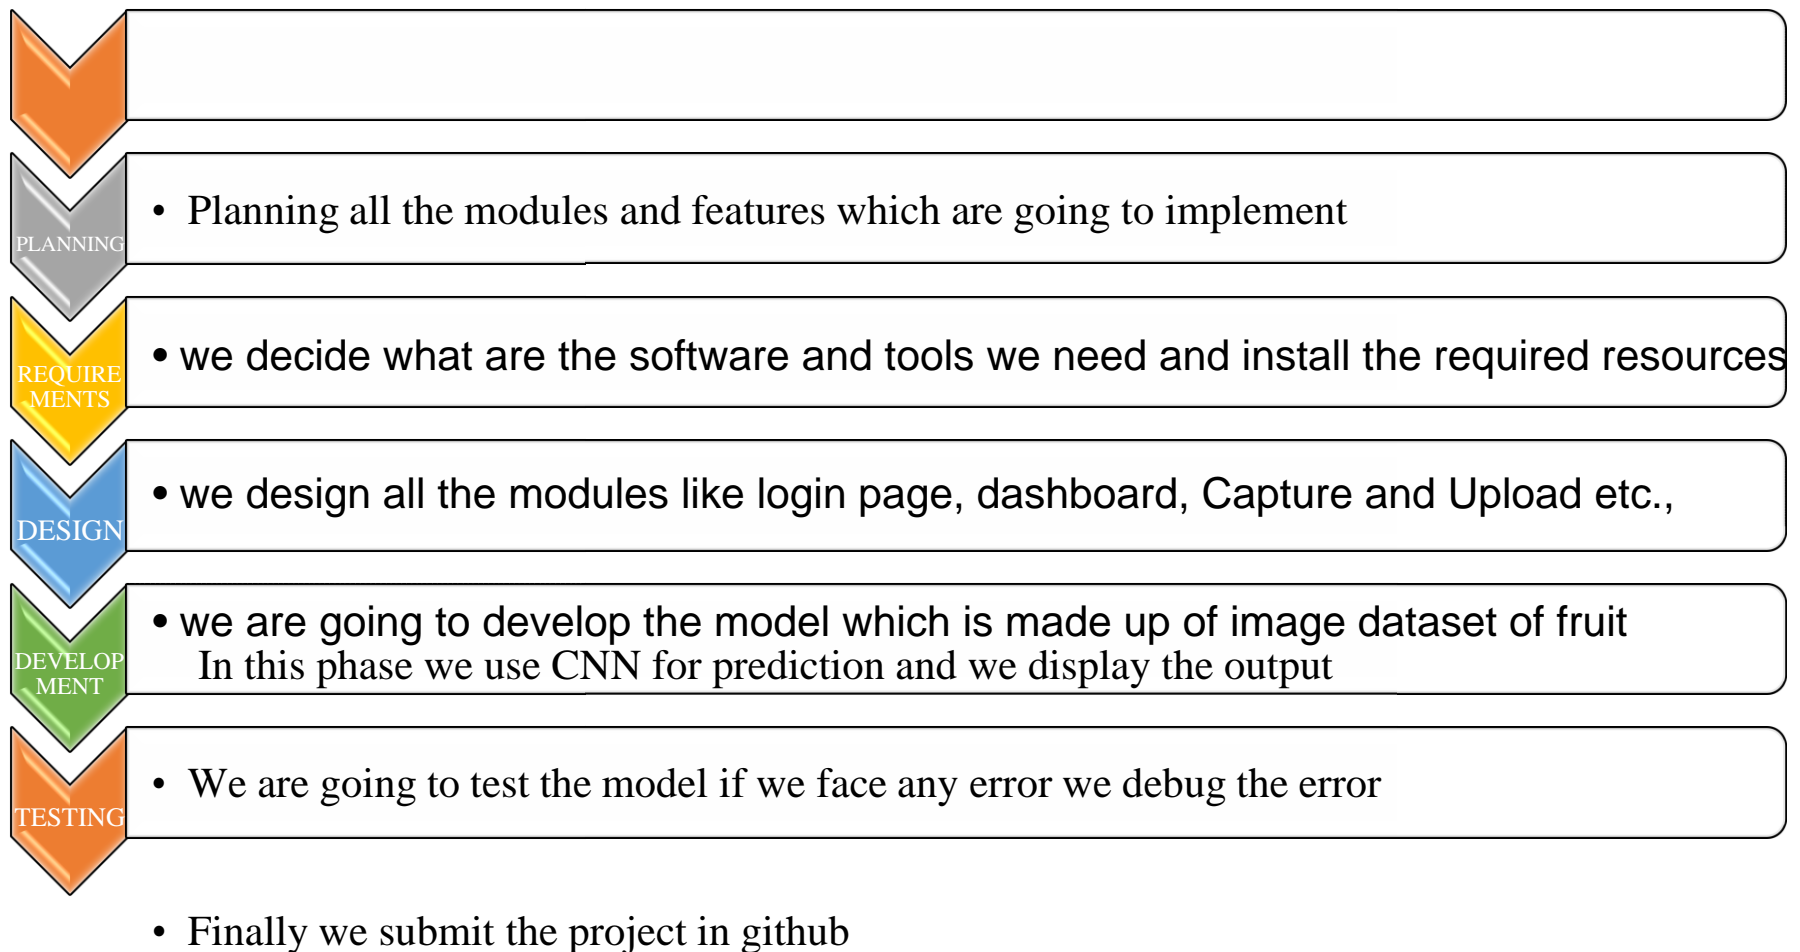 PLANNING
• Planning all the modules and features which are going to implement
REQUIRE
MENTS
• we decide what are the software and tools we need and install the required resources
DESIGN
• we design all the modules like login page, dashboard, Capture and Upload etc.,
DEVELOP
MENT
• we are going to develop the model which is made up of image dataset of fruit
In this phase we use CNN for prediction and we display the output
TESTING
• We are going to test the model if we face any error we debug the error
• Finally we submit the project in github